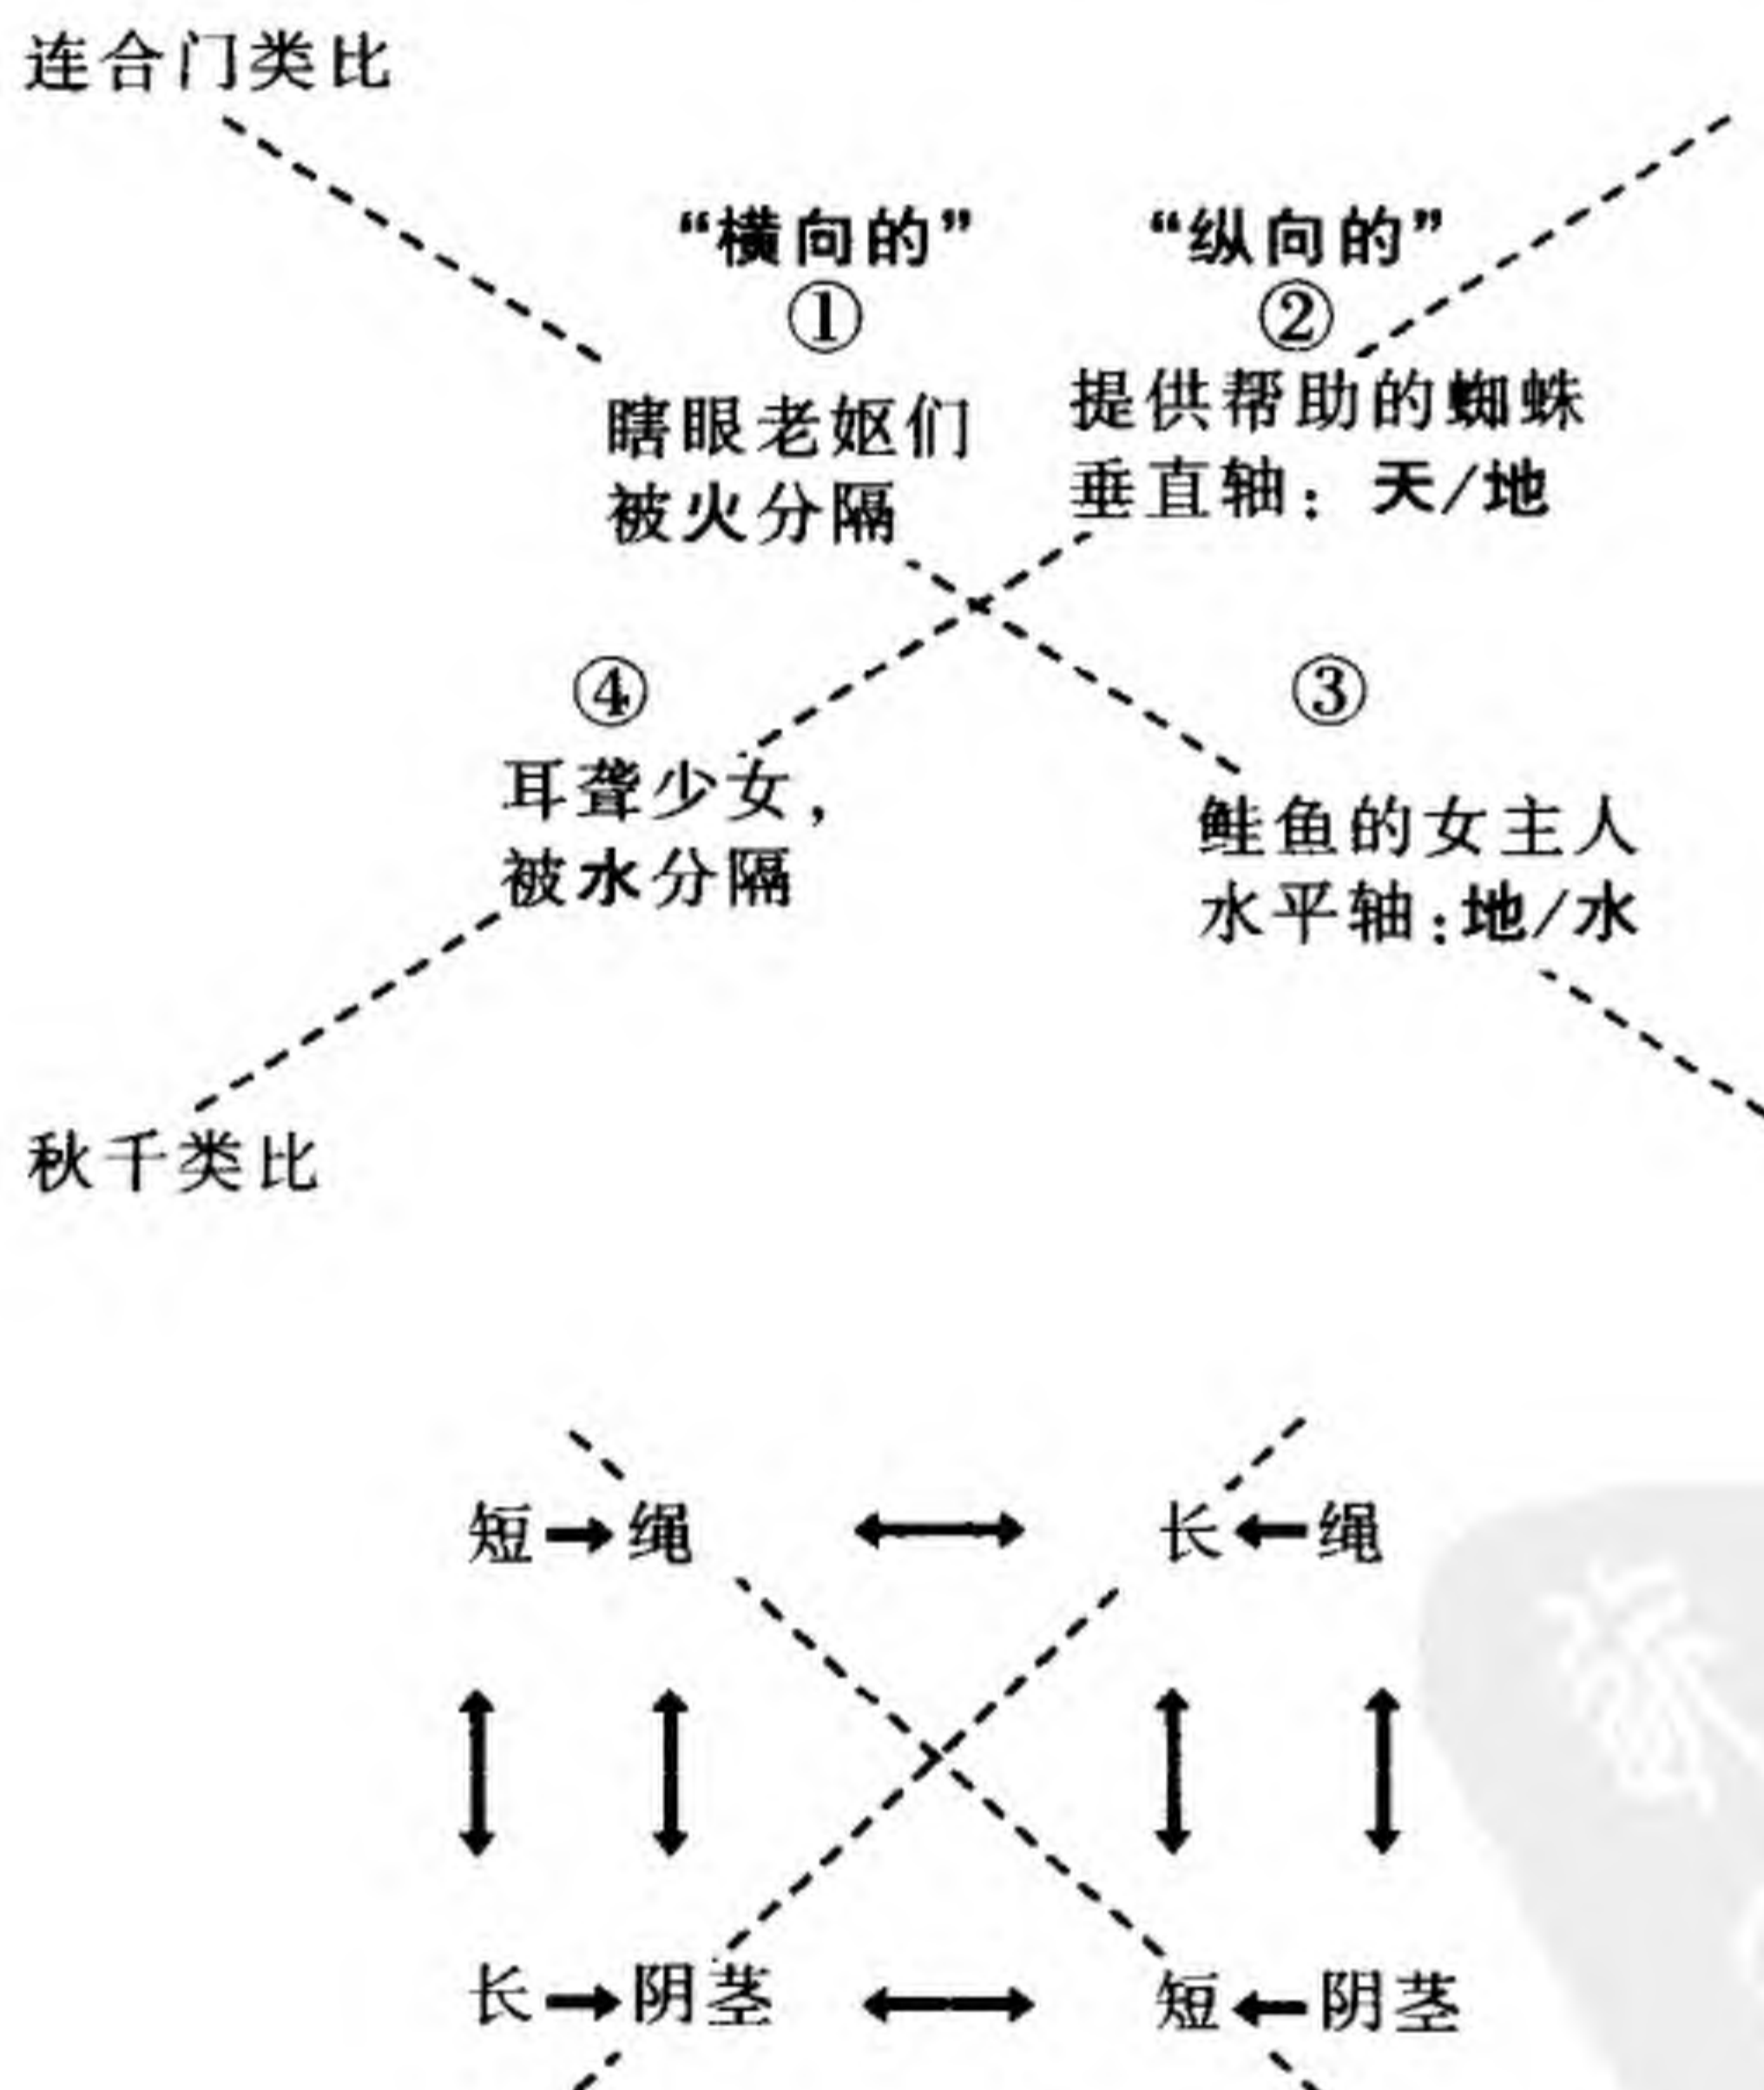 连合门类比
“横向的” “纵向的”
① ②
瞎眼老妪们 提供帮助的蜘蛛
被火分隔 垂直轴：天/地
④ ③
耳聋少女， 鲑鱼的女主人
被水分隔 水平轴：地/水
秋千类比
短→绳 ↔ 长←绳
长→阴茎 ↔ 短←阴茎